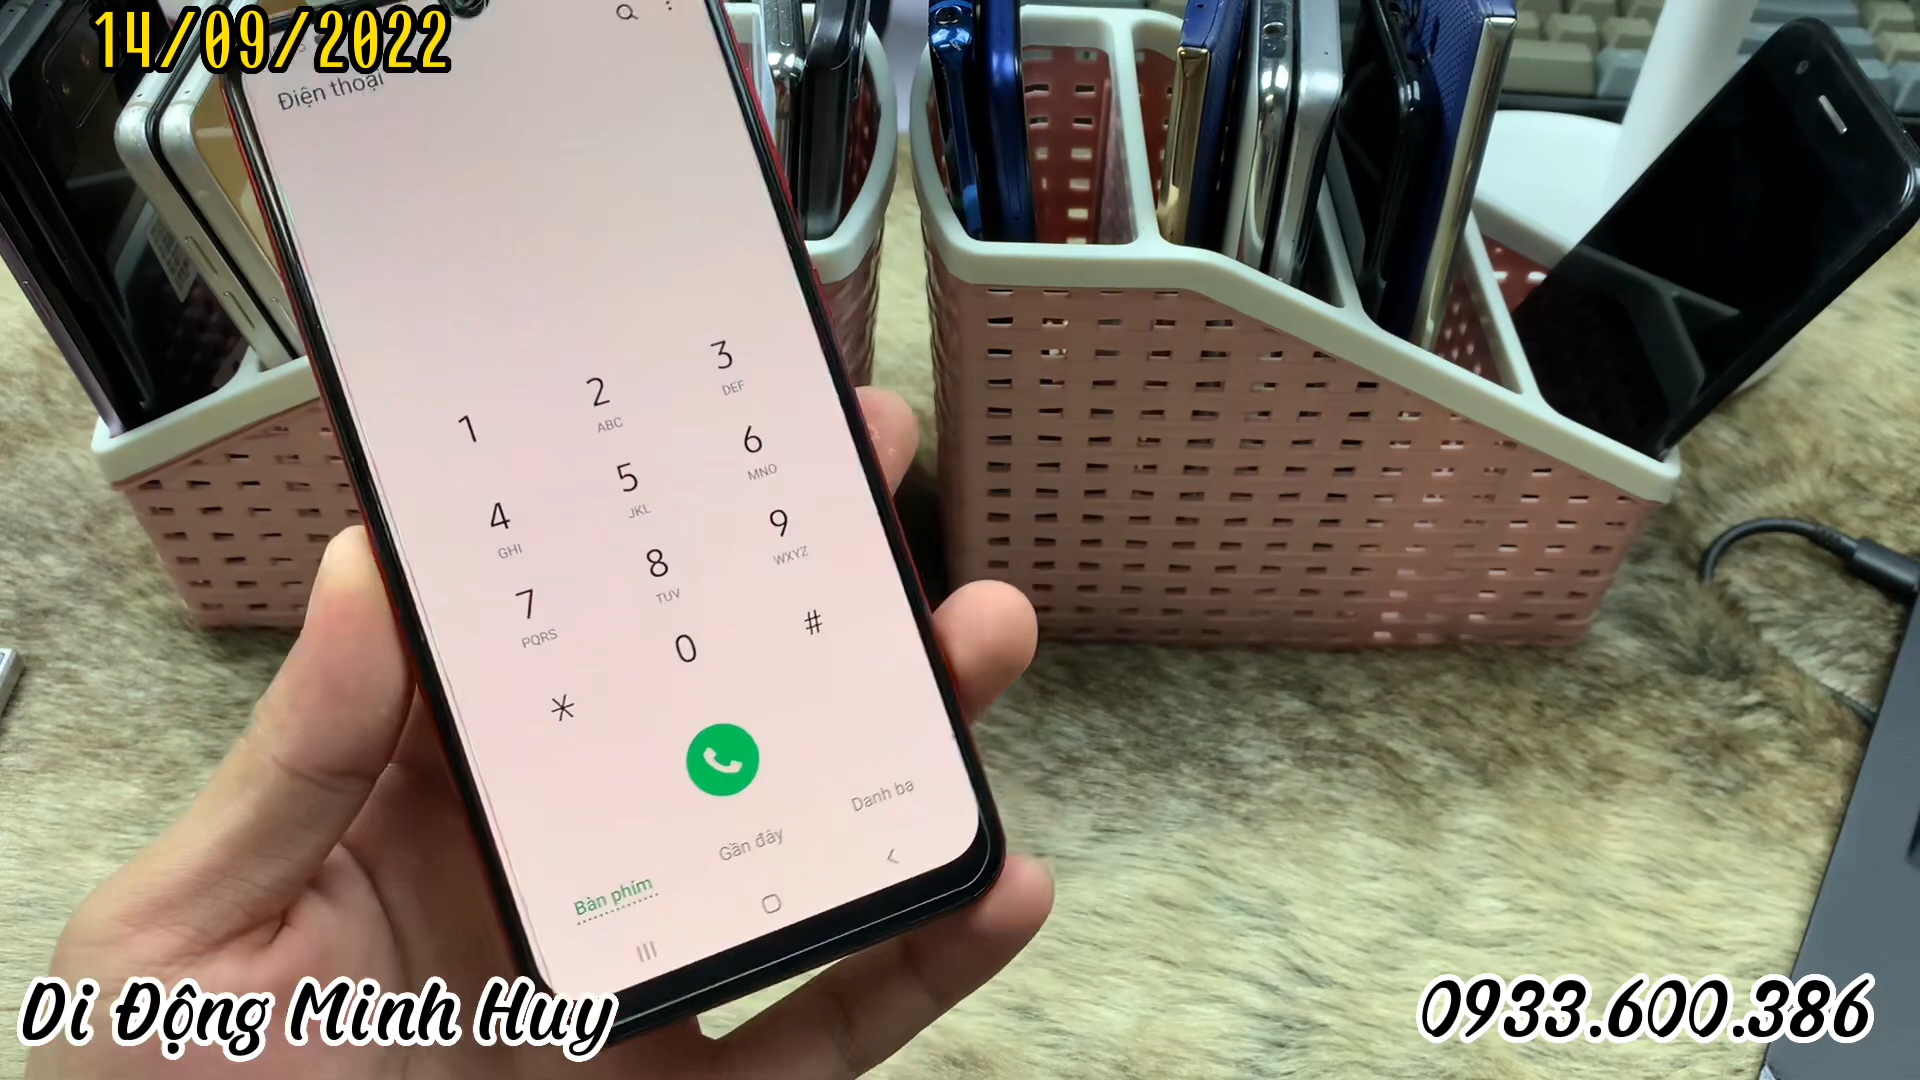 14/09/2022
Điện thoại
1
2
ABC
3
DEF
4
GHI
5
JKL
6
MNO
7
PQRS
8
TUV
9
WXYZ
*
0
#
Bàn phím
Gần đây
Danh bạ
Di Động Minh Huy
0933.600.386